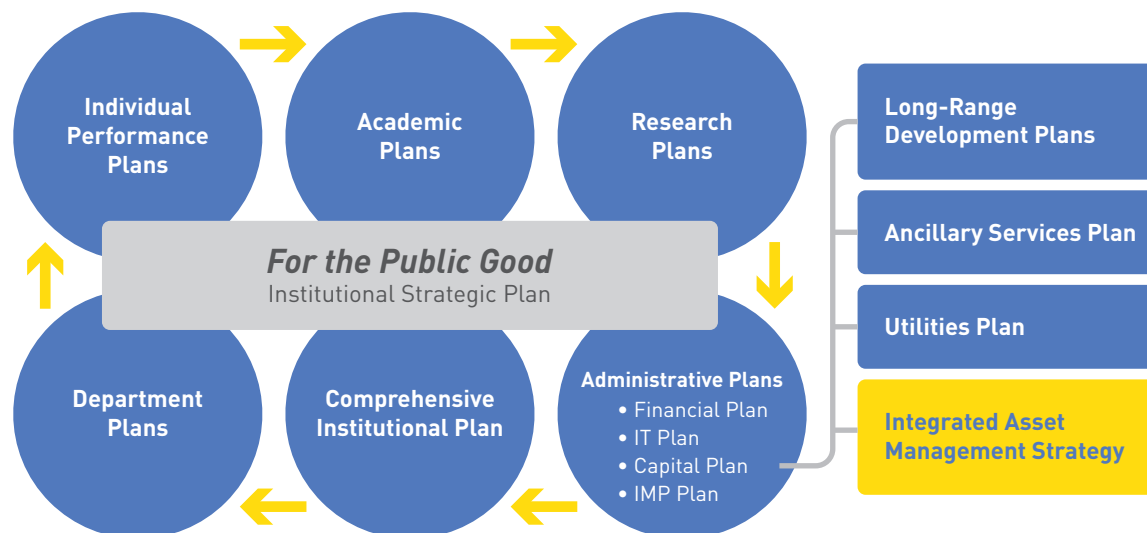 Individual
Performance
Plans
Academic
Plans
Research
Plans
For the Public Good
Institutional Strategic Plan
Department
Plans
Comprehensive
Institutional Plan
Administrative Plans
• Financial Plan
• IT Plan
• Capital Plan
• IMP Plan
Long-Range
Development Plans
Ancillary Services Plan
Utilities Plan
Integrated Asset
Management Strategy